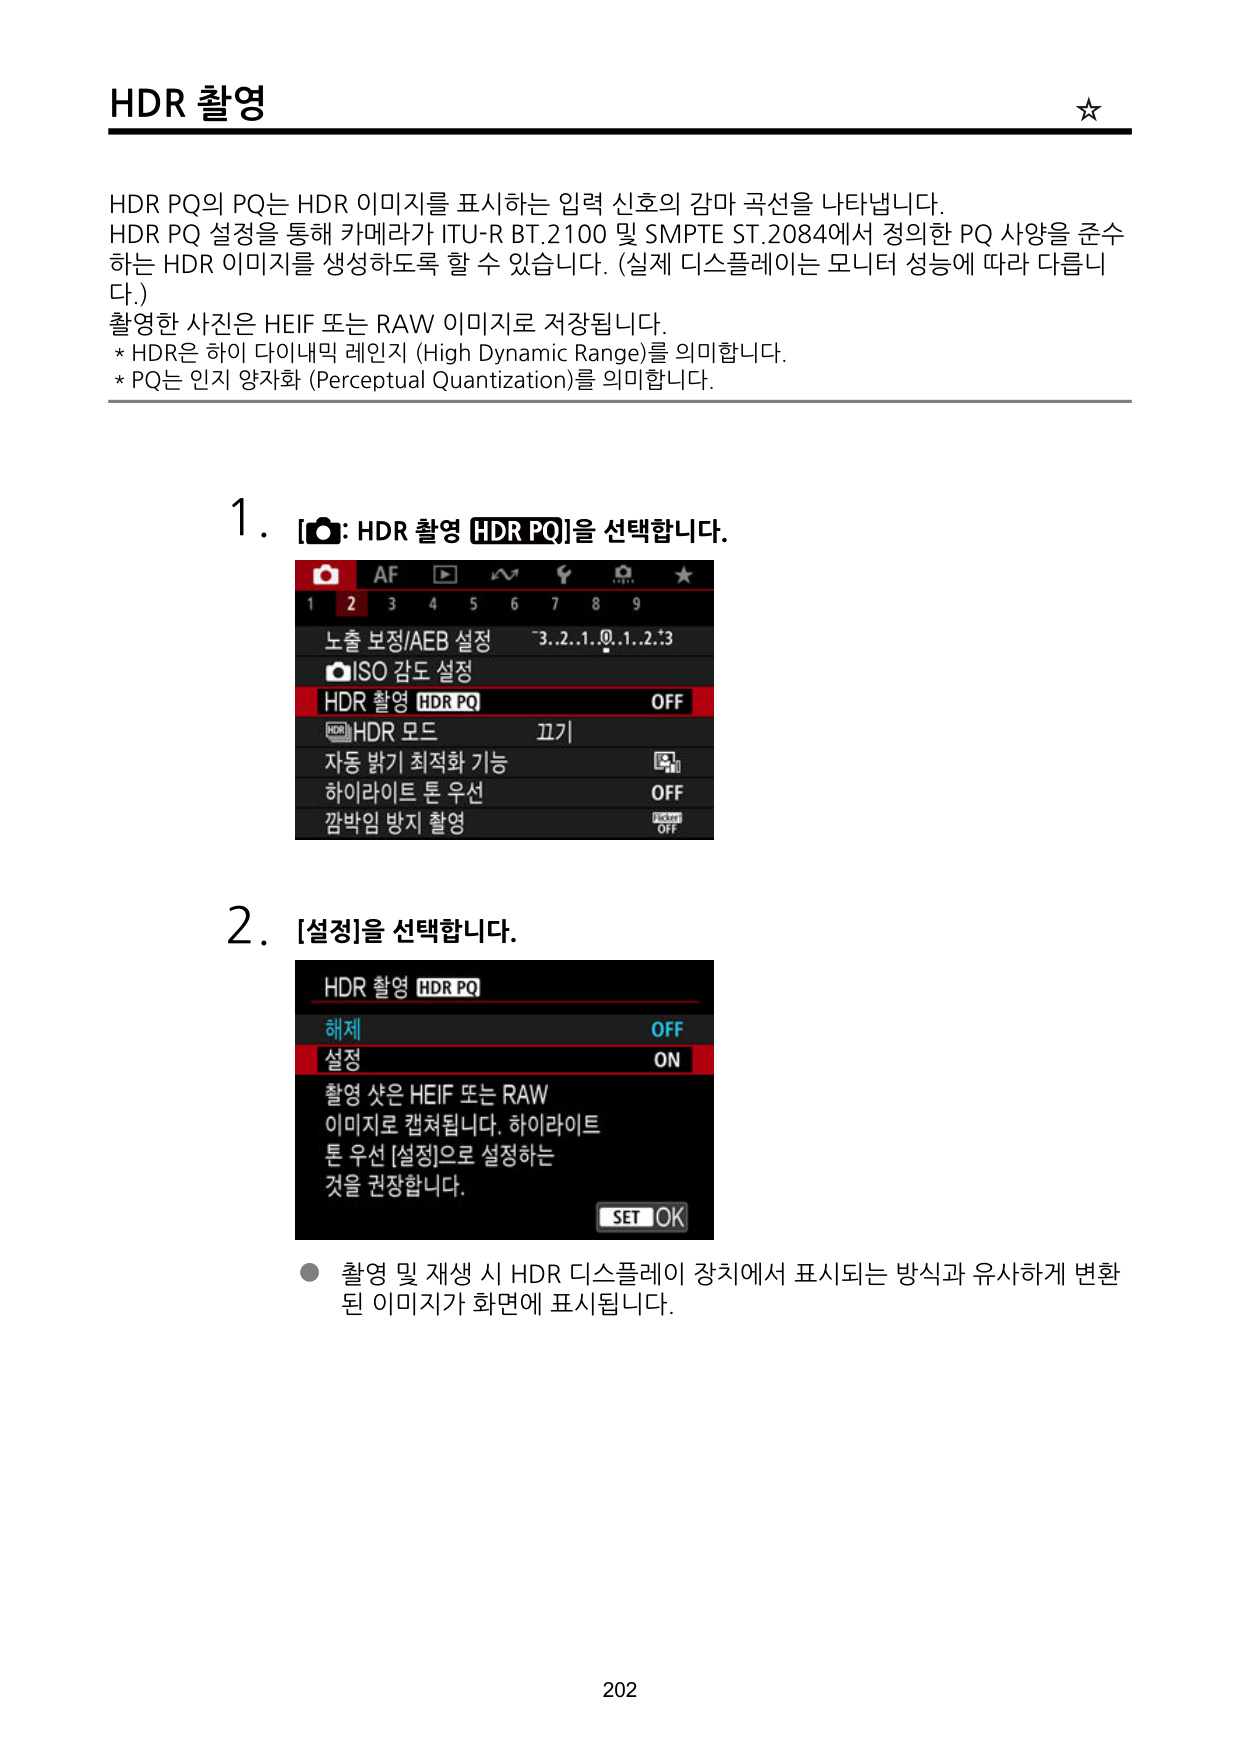 HDR 촬영 ☆
HDR PQ의 PQ는 HDR 이미지를 표시하는 입력 신호의 감마 곡선을 나타냅니다.
HDR PQ 설정을 통해 카메라가 ITU-R BT.2100 및 SMPTE ST.2084에서 정의한 PQ 사양을 준수
하는 HDR 이미지를 생성하도록 할 수 있습니다. (실제 디스플레이는 모니터 성능에 따라 다릅니
다.)
촬영한 사진은 HEIF 또는 RAW 이미지로 저장됩니다.
* HDR은 하이 다이내믹 레인지 (High Dynamic Range)를 의미합니다.
* PQ는 인지 양자화 (Perceptual Quantization)를 의미합니다.
1. [: HDR 촬영 HDR PQ]을 선택합니다.
AF
1 2 3 4 5 6 7 8 9
노출 보정/AEB 설정 -3..2..1..0..1..2.+3
ISO 감도 설정
HDR 촬영 HDR PQ OFF
HDR HDR 모드 끄기
자동 밝기 최적화 기능
하이라이트 톤 우선 OFF
깜박임 방지 촬영 Flicker! OFF
2. [설정]을 선택합니다.
HDR 촬영 HDR PQ
해제 OFF
설정 ON
촬영 샷은 HEIF 또는 RAW
이미지로 캡쳐됩니다. 하이라이트
톤 우선 [설정]으로 설정하는
것을 권장합니다.
SET OK
● 촬영 및 재생 시 HDR 디스플레이 장치에서 표시되는 방식과 유사하게 변환
된 이미지가 화면에 표시됩니다.
202